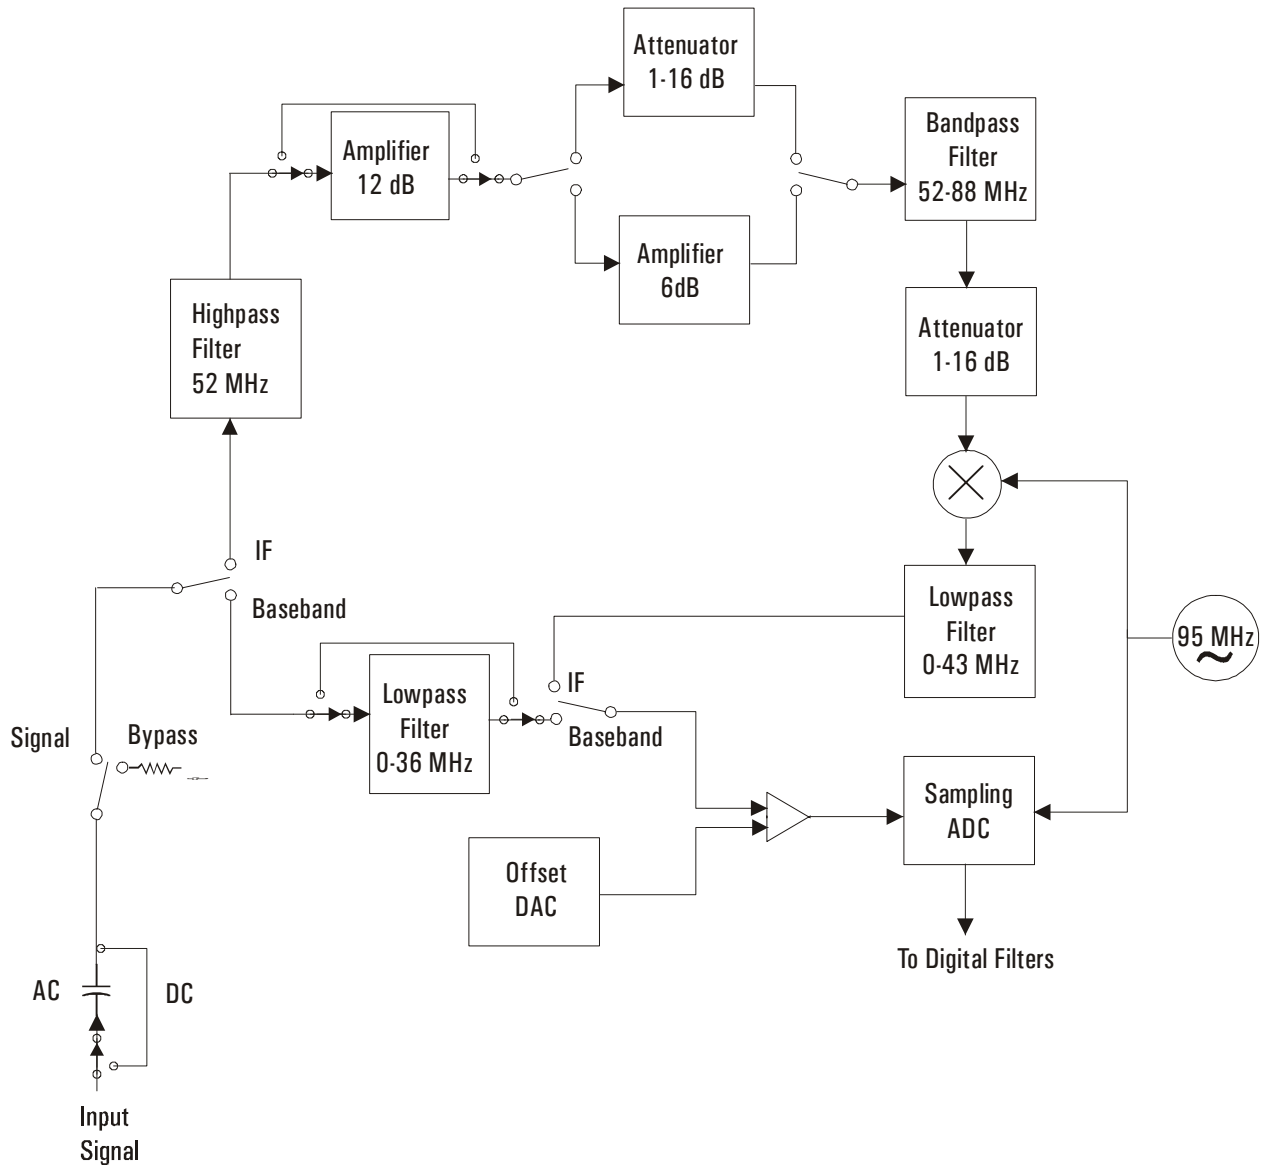 Attenuator
1-16 dB
Amplifier
12 dB
Bandpass
Filter
52-88 MHz
Amplifier
6dB
Highpass
Filter
52 MHz
Attenuator
1-16 dB
IF
Baseband
Lowpass
Filter
0-43 MHz
95 MHz
Lowpass
Filter
0-36 MHz
IF
Baseband
Signal
Bypass
Sampling
ADC
Offset
DAC
To Digital Filters
AC
DC
Input
Signal